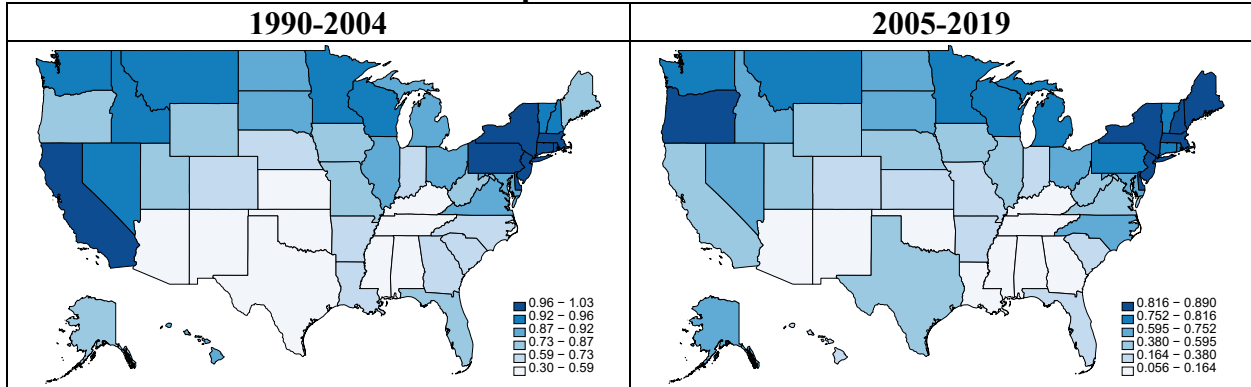 1990-2004
2005-2019
0.96 – 1.03
0.92 – 0.96
0.87 – 0.92
0.73 – 0.87
0.59 – 0.73
0.30 – 0.59
0.816 – 0.890
0.752 – 0.816
0.595 – 0.752
0.380 – 0.595
0.164 – 0.380
0.056 – 0.164